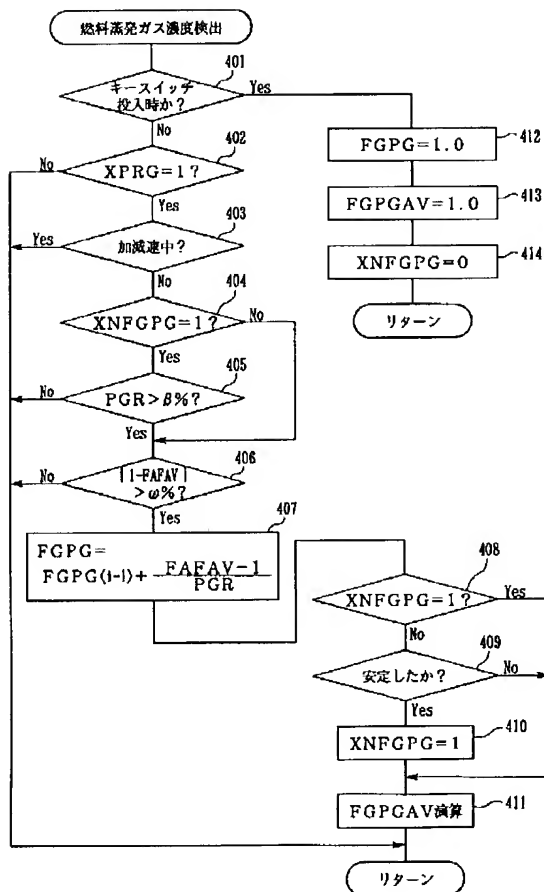 燃料蒸発ガス濃度検出
401
キースイッチ
投入時か?
Yes
No
402
XPRG=1?
No
Yes
403
加減速中?
Yes
No
404
XNFGPG=1?
No
Yes
405
PGR>β%?
No
Yes
406
|1-FAFAV|
>ω%?
No
Yes
407
FGPG=
FGPG(i-i)+ FAFAV-1
PGR
408
XNFGPG=1?
Yes
No
409
安定したか?
No
Yes
XNFGPG=1
410
FGPGAV演算
411
リターン
FGPG=1.0
412
FGPGAV=1.0
413
XNFGPG=0
414
リターン